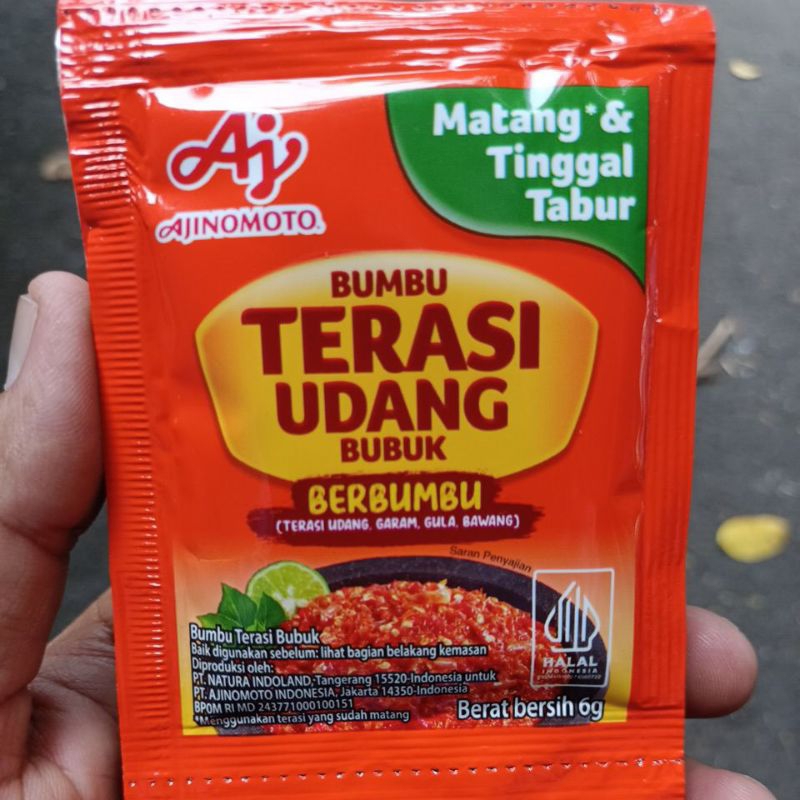 Aj
AJINOMOTO.
Matang*&
Tinggal
Tabur
BUMBU
TERASI
UDANG
BUBUK
BERBUMBU
(TERASI UDANG, GARAM, GULA, BAWANG)
Saran Penyajian
Bumbu Terasi Bubuk
Baik digunakan sebelum: lihat bagian belakang kemasan
Diproduksi oleh:
PT. NATURA INDOLAND, Tangerang 15520-Indonesia untuk
PT. AJINOMOTO INDONESIA, Jakarta 14350-Indonesia
BPOM RI MD 243771000100151
*Menggunakan terasi yang sudah matang
HALAL
INDONESIA
Berat bersih 6g